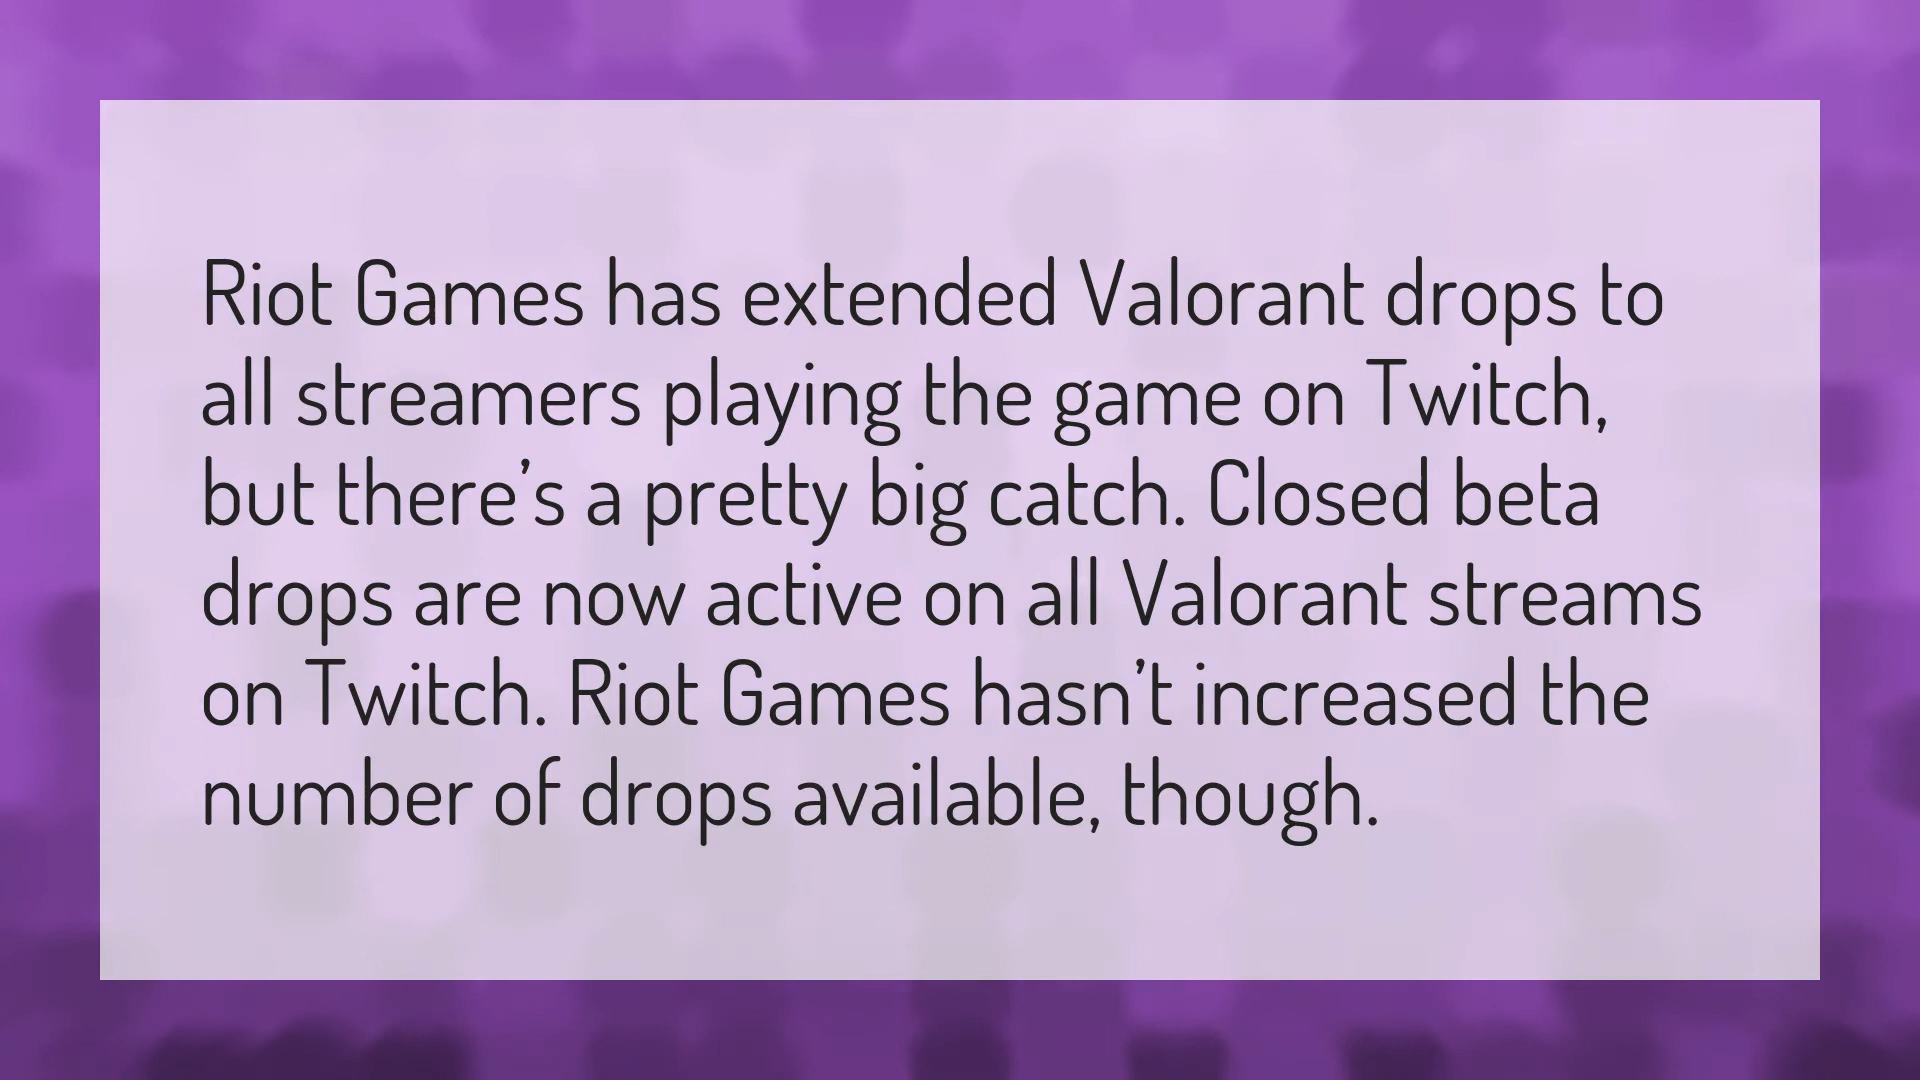 Riot Games has extended Valorant drops to
all streamers playing the game on Twitch,
but there’s a pretty big catch. Closed beta
drops are now active on all Valorant streams
on Twitch. Riot Games hasn’t increased the
number of drops available, though.